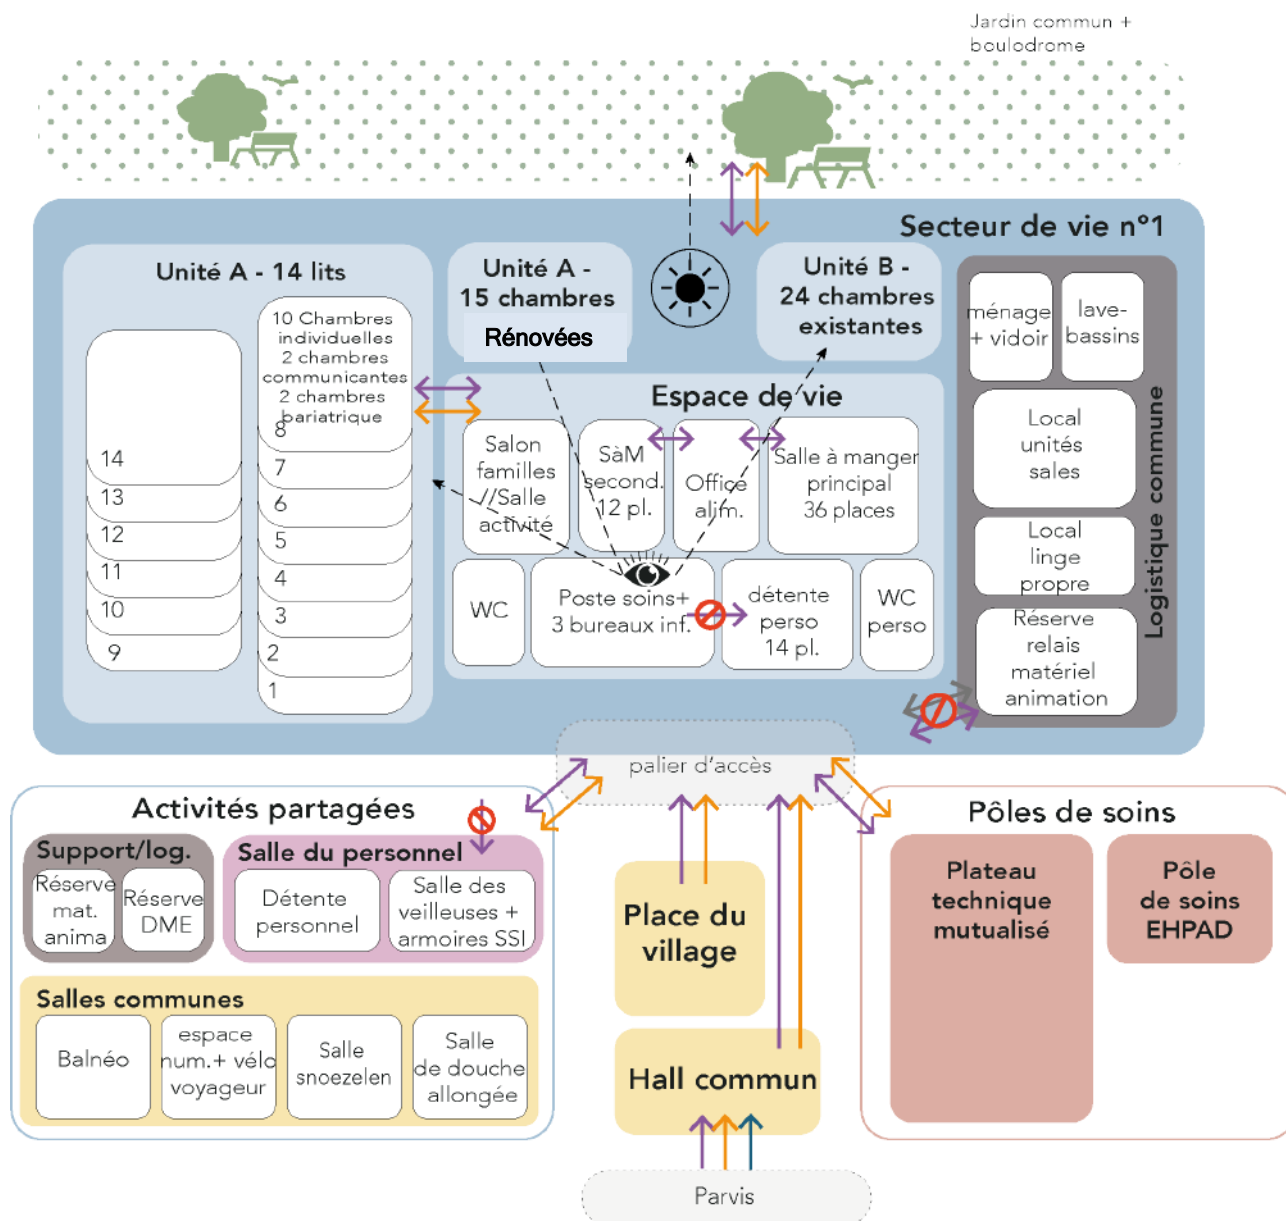 Jardin commun +
boulodrome
Secteur de vie n°1
Unité A - 14 lits
10 Chambres
individuelles
2 chambres
communicantes
2 chambres
bariatrique
14
13
12
11
10
9
8
7
6
5
4
3
2
1
Unité A -
15 chambres
Rénovées
Unité B -
24 chambres
existantes
Espace de vie
Salon
familles
//Salle
activité
SàM
second.
12 pl.
Office
alim.
Salle à manger
principal
36 places
WC
Poste soins+
3 bureaux inf.
détente
perso
14 pl.
WC
perso
ménage
+ vidoir
lave-
bassins
Local
unités
sales
Local
linge
propre
Réserve
relais
matériel
animation
Logistique commune
palier d'accès
Activités partagées
Support/log.
Réserve
mat.
anima
Réserve
DME
Salle du personnel
Détente
personnel
Salle des
veilleuses +
armoires SSI
Salles communes
Balnéo
espace
num.+ vélo
voyageur
Salle
snoezelen
Salle
de douche
allongée
Place du
village
Hall commun
Parvis
Pôles de soins
Plateau
technique
mutualisé
Pôle
de soins
EHPAD